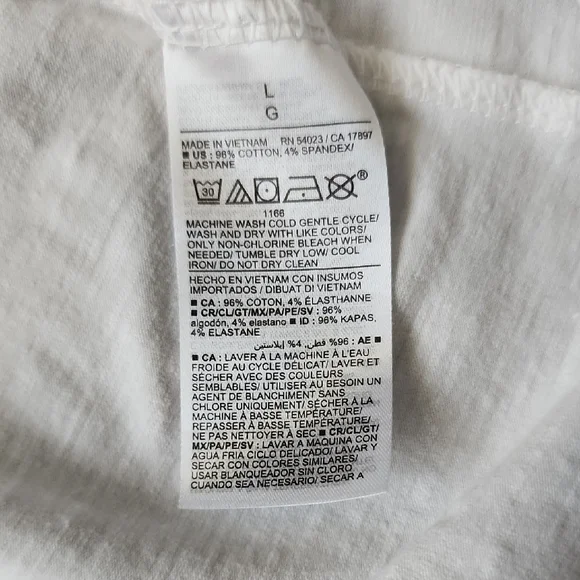 L
G
MADE IN VIETNAM RN 54023 / CA 17897
■ US : 96% COTTON, 4% SPANDEX/
ELASTANE
30 ®
1166
MACHINE WASH COLD GENTLE CYCLE/
WASH AND DRY WITH LIKE COLORS/
ONLY NON-CHLORINE BLEACH WHEN
NEEDED/ TUMBLE DRY LOW/ COOL
IRON/ DO NOT DRY CLEAN
HECHO EN VIETNAM CON INSUMOS
IMPORTADOS / DIBUAT DI VIETNAM
■ CA : 96% COTON, 4% ÉLASTHANNE
■ CR/CL/GT/MX/PA/PE/SV : 96%
algodón, 4% elastano ■ ID : 96% KAPAS,
4% ELASTANE
■ AE : 96% قطن, 4% إيلاستين
■ CA : LAVER À LA MACHINE À L'EAU
FROIDE AU CYCLE DÉLICAT/ LAVER ET
SÉCHER AVEC DES COULEURS
SEMBLABLES/ UTILISER AU BESOIN UN
AGENT DE BLANCHIMENT SANS
CHLORE UNIQUEMENT/ SÉCHER À LA
MACHINE À BASSE TEMPÉRATURE/
REPASSER À BASSE TEMPÉRATURE/
NE PAS NETTOYER À SEC ■ CR/CL/GT/
MX/PA/PE/SV : LAVAR A MAQUINA CON
AGUA FRIA CICLO DELICADO/ LAVAR Y
SECAR CON COLORES SIMILARES/
USAR BLANQUEADOR SIN CLORO
CUANDO SEA NECESARIO/ SECAR A